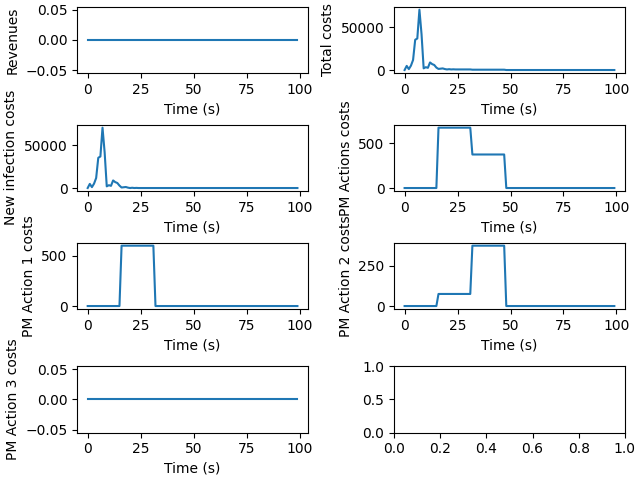 Revenues
0.05
0.00
−0.05
0 25 50 75 100
Time (s)
Total costs
50000
0
0 25 50 75 100
Time (s)
New infection costs
50000
0
0 25 50 75 100
Time (s)
PM Actions costs
500
0
0 25 50 75 100
Time (s)
PM Action 1 costs
500
0
0 25 50 75 100
Time (s)
PM Action 2 costs
250
0
0 25 50 75 100
Time (s)
PM Action 3 costs
0.05
0.00
−0.05
0 25 50 75 100
Time (s)
1.0
0.5
0.0
0.0 0.2 0.4 0.6 0.8 1.0